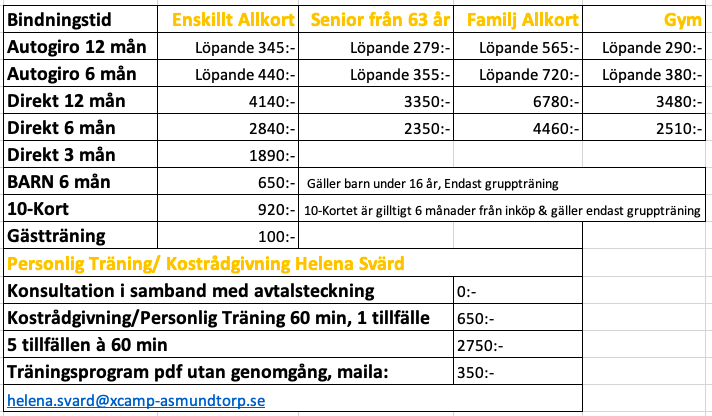 Bindningstid Enskillt Allkort Senior från 63 år Familj Allkort Gym
Autogiro 12 mån Löpande 345:- Löpande 279:- Löpande 565:- Löpande 290:-
Autogiro 6 mån Löpande 440:- Löpande 355:- Löpande 720:- Löpande 380:-
Direkt 12 mån 4140:- 3350:- 6780:- 3480:-
Direkt 6 mån 2840:- 2350:- 4460:- 2510:-
Direkt 3 mån 1890:-
BARN 6 mån 650:- Gäller barn under 16 år, Endast gruppträning
10-Kort 920:- 10-Kortet är gilltigt 6 månader från inköp & gäller endast gruppträning
Gästträning 100:-
Personlig Träning/ Kostrådgivning Helena Svärd
Konsultation i samband med avtalsteckning 0:-
Kostrådgivning/Personlig Träning 60 min, 1 tillfälle 650:-
5 tillfällen à 60 min 2750:-
Träningsprogram pdf utan genomgång, maila: 350:-
helena.svard@xcamp-asmundtorp.se